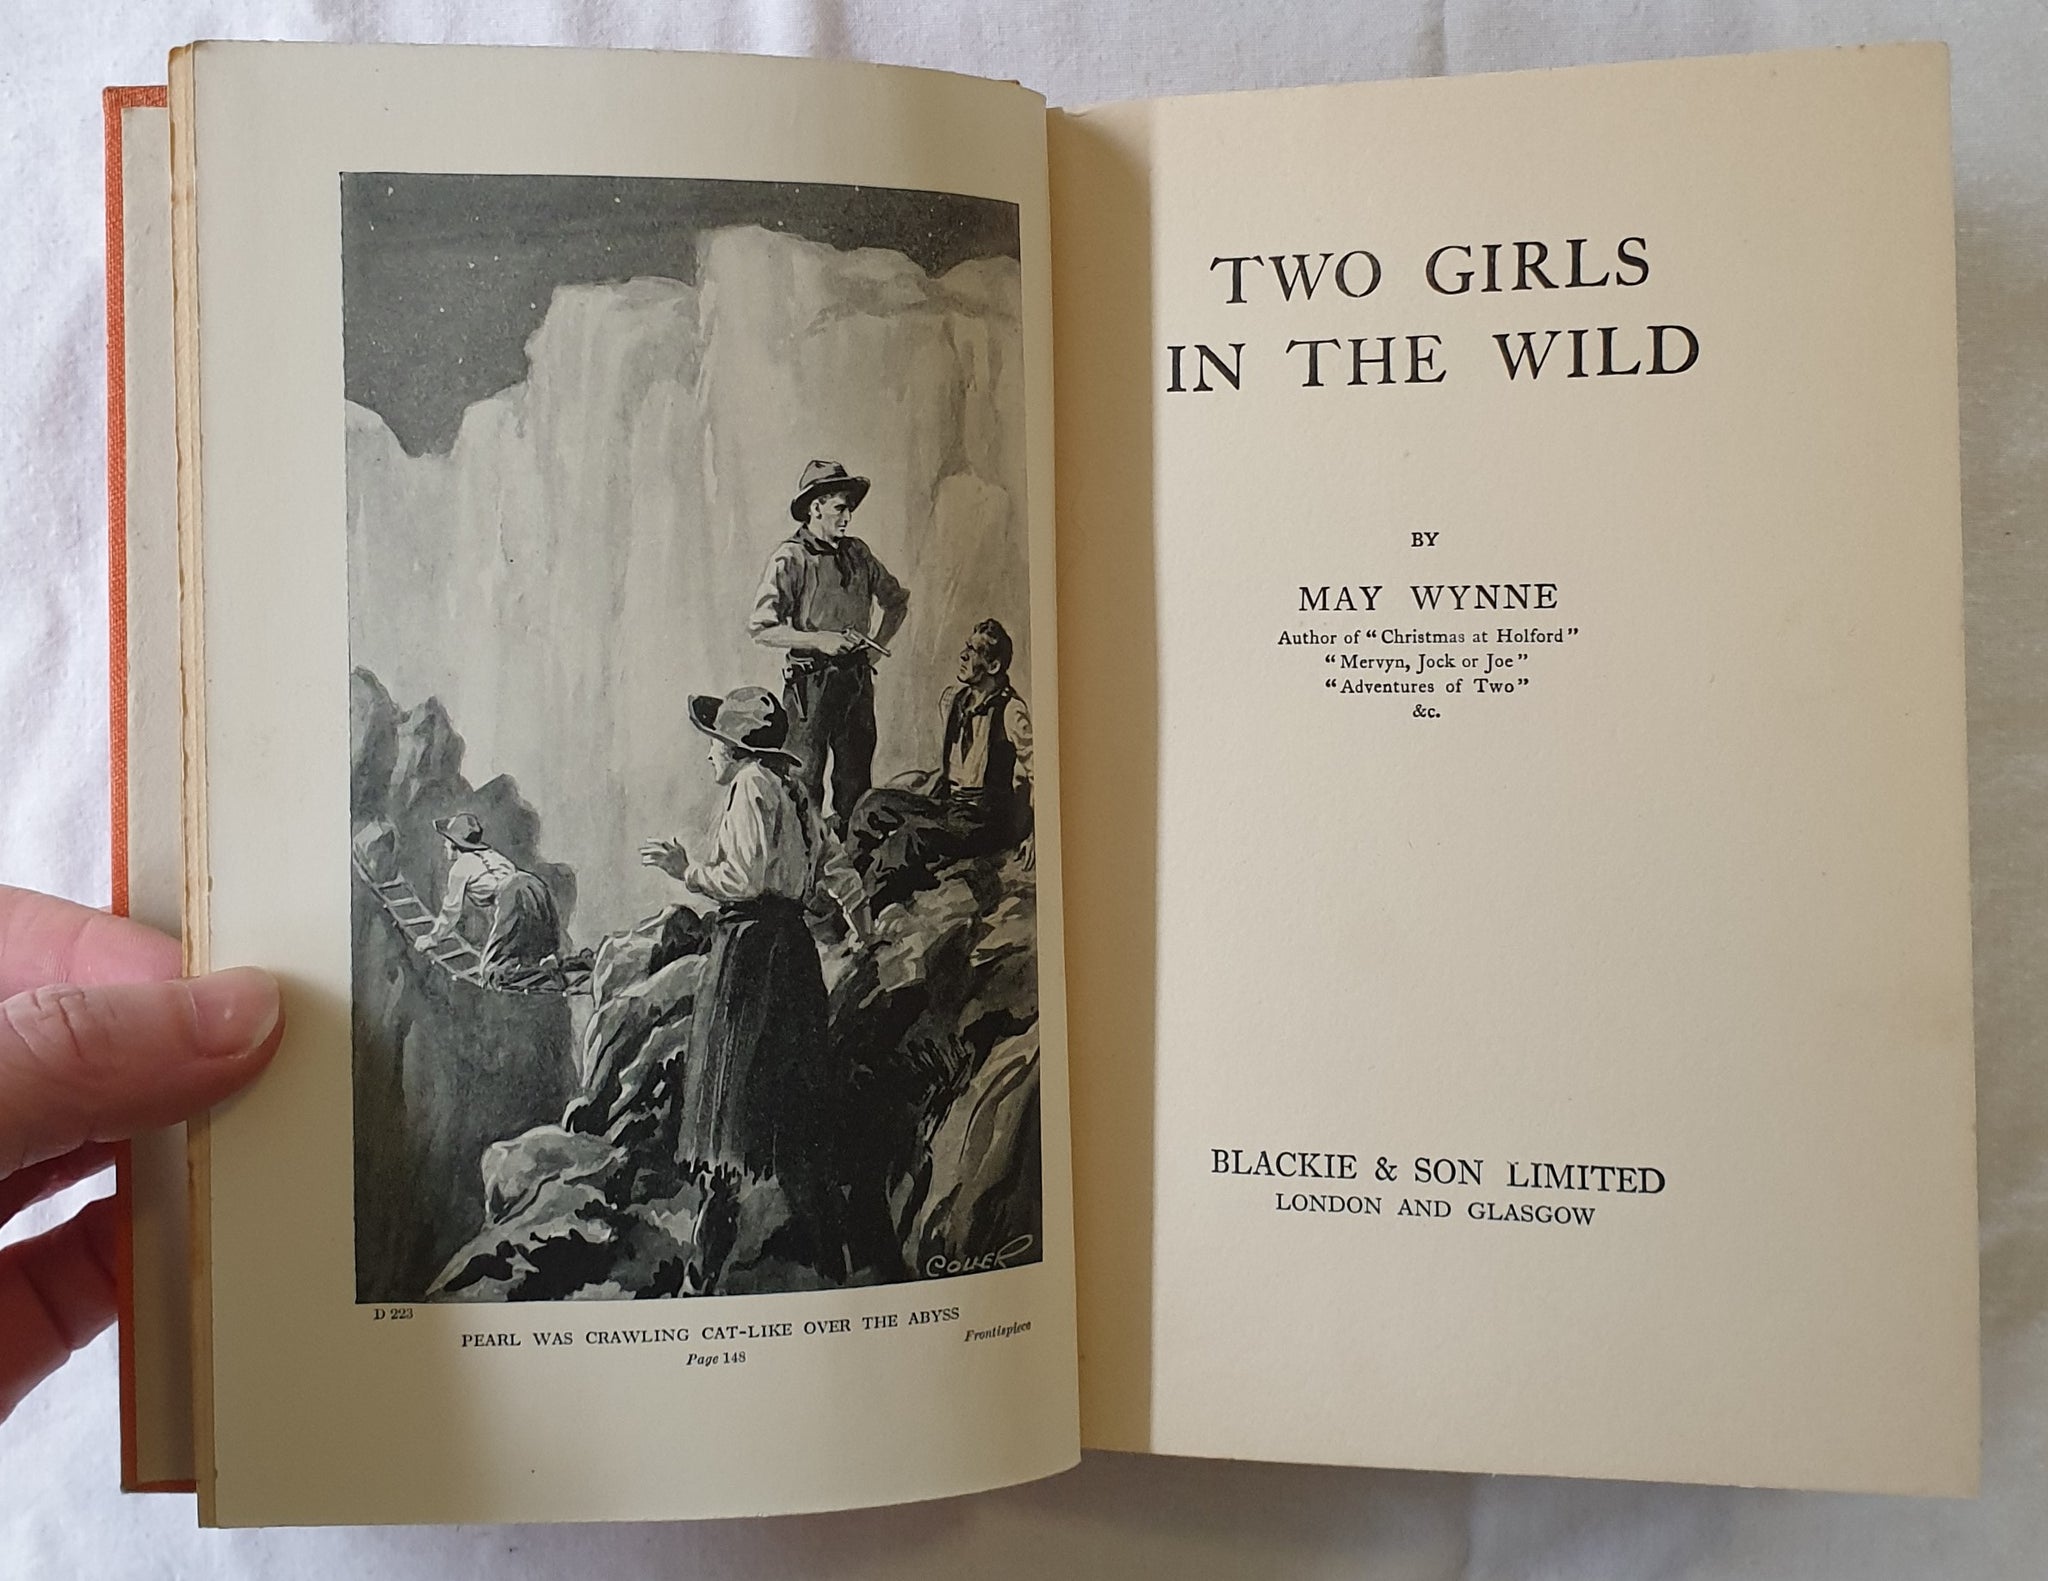 COLLER
D 223
PEARL WAS CRAWLING CAT-LIKE OVER THE ABYSS
Page 148
Frontispiece
TWO GIRLS
IN THE WILD
BY
MAY WYNNE
Author of "Christmas at Holford"
"Mervyn, Jock or Joe"
"Adventures of Two"
&c.
BLACKIE & SON LIMITED
LONDON AND GLASGOW